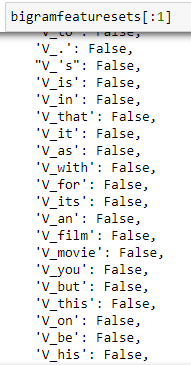 bigramfeaturesets[:1]
'V_to': False,
'V_.': False,
"V_'s": False,
'V_is': False,
'V_in': False,
'V_that': False,
'V_it': False,
'V_as': False,
'V_with': False,
'V_for': False,
'V_its': False,
'V_an': False,
'V_film': False,
'V_movie': False,
'V_you': False,
'V_but': False,
'V_this': False,
'V_on': False,
'V_be': False,
'V_his': False,